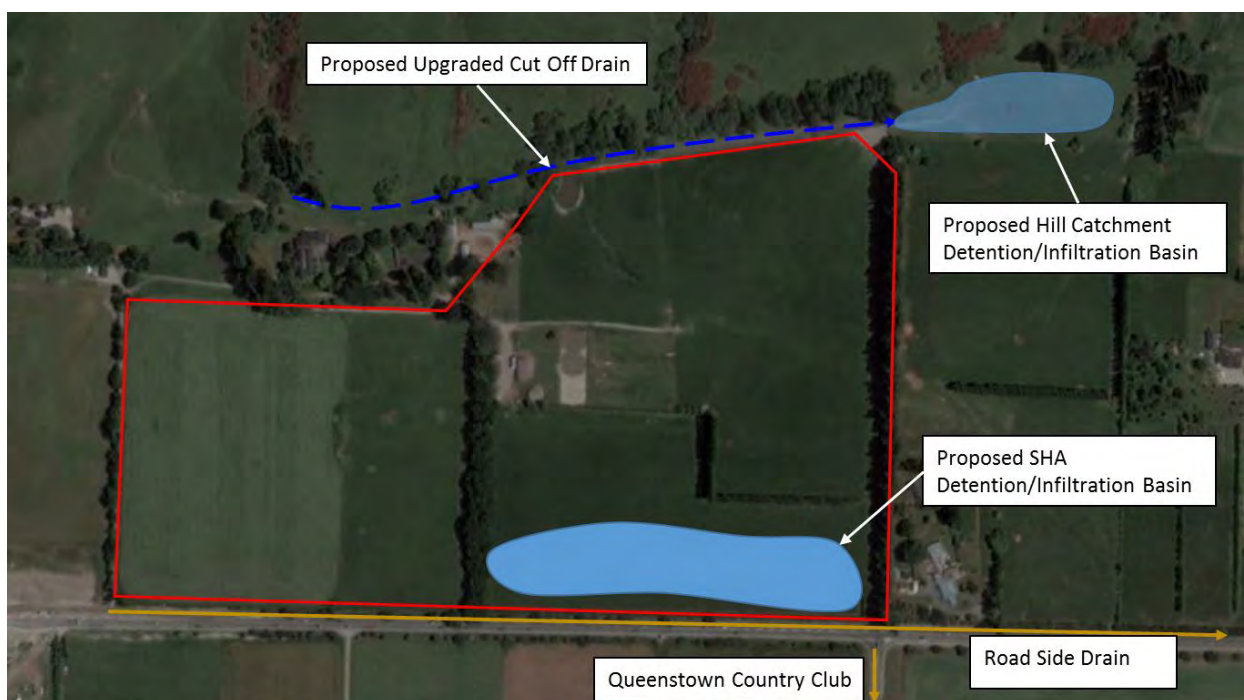 Proposed Upgraded Cut Off Drain
Proposed Hill Catchment
Detention/Infiltration Basin
Proposed SHA
Detention/Infiltration Basin
Road Side Drain
Queenstown Country Club